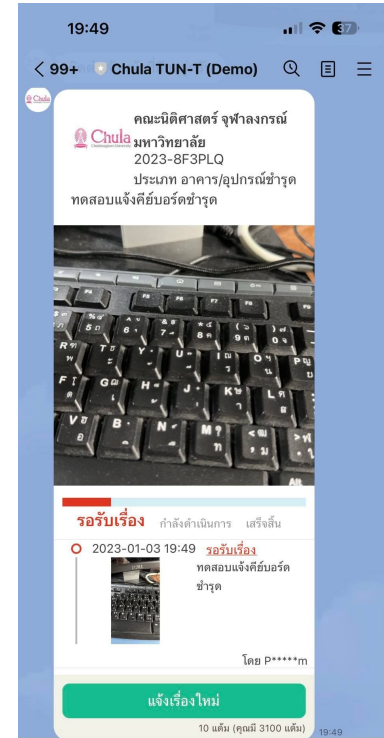 19:49
37
99+ Chula TUN-T (Demo)
Chula
คณะนิติศาสตร์ จุฬาลงกรณ์
Chula มหาวิทยาลัย
2023-8F3PLQ
ประเภท อาคาร/อุปกรณ์ชำรุด
ทดสอบแจ้งคีย์บอร์ดชำรุด
รอรับเรื่อง กำลังดำเนินการ เสร็จสิ้น
2023-01-03 19:49 รอรับเรื่อง
ทดสอบแจ้งคีย์บอร์ด
ชำรุด
โดย P*****m
แจ้งเรื่องใหม่
10 แต้ม (คุณมี 3100 แต้ม)
19:49